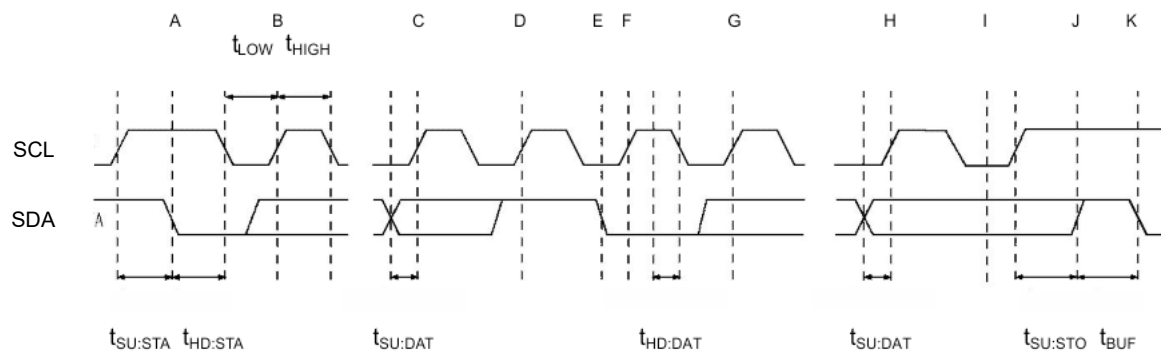 A B C D E F G H I J K
tLOW tHIGH
SCL
SDA A
tSU:STA tHD:STA tSU:DAT tHD:DAT tSU:DAT tSU:STO tBUF